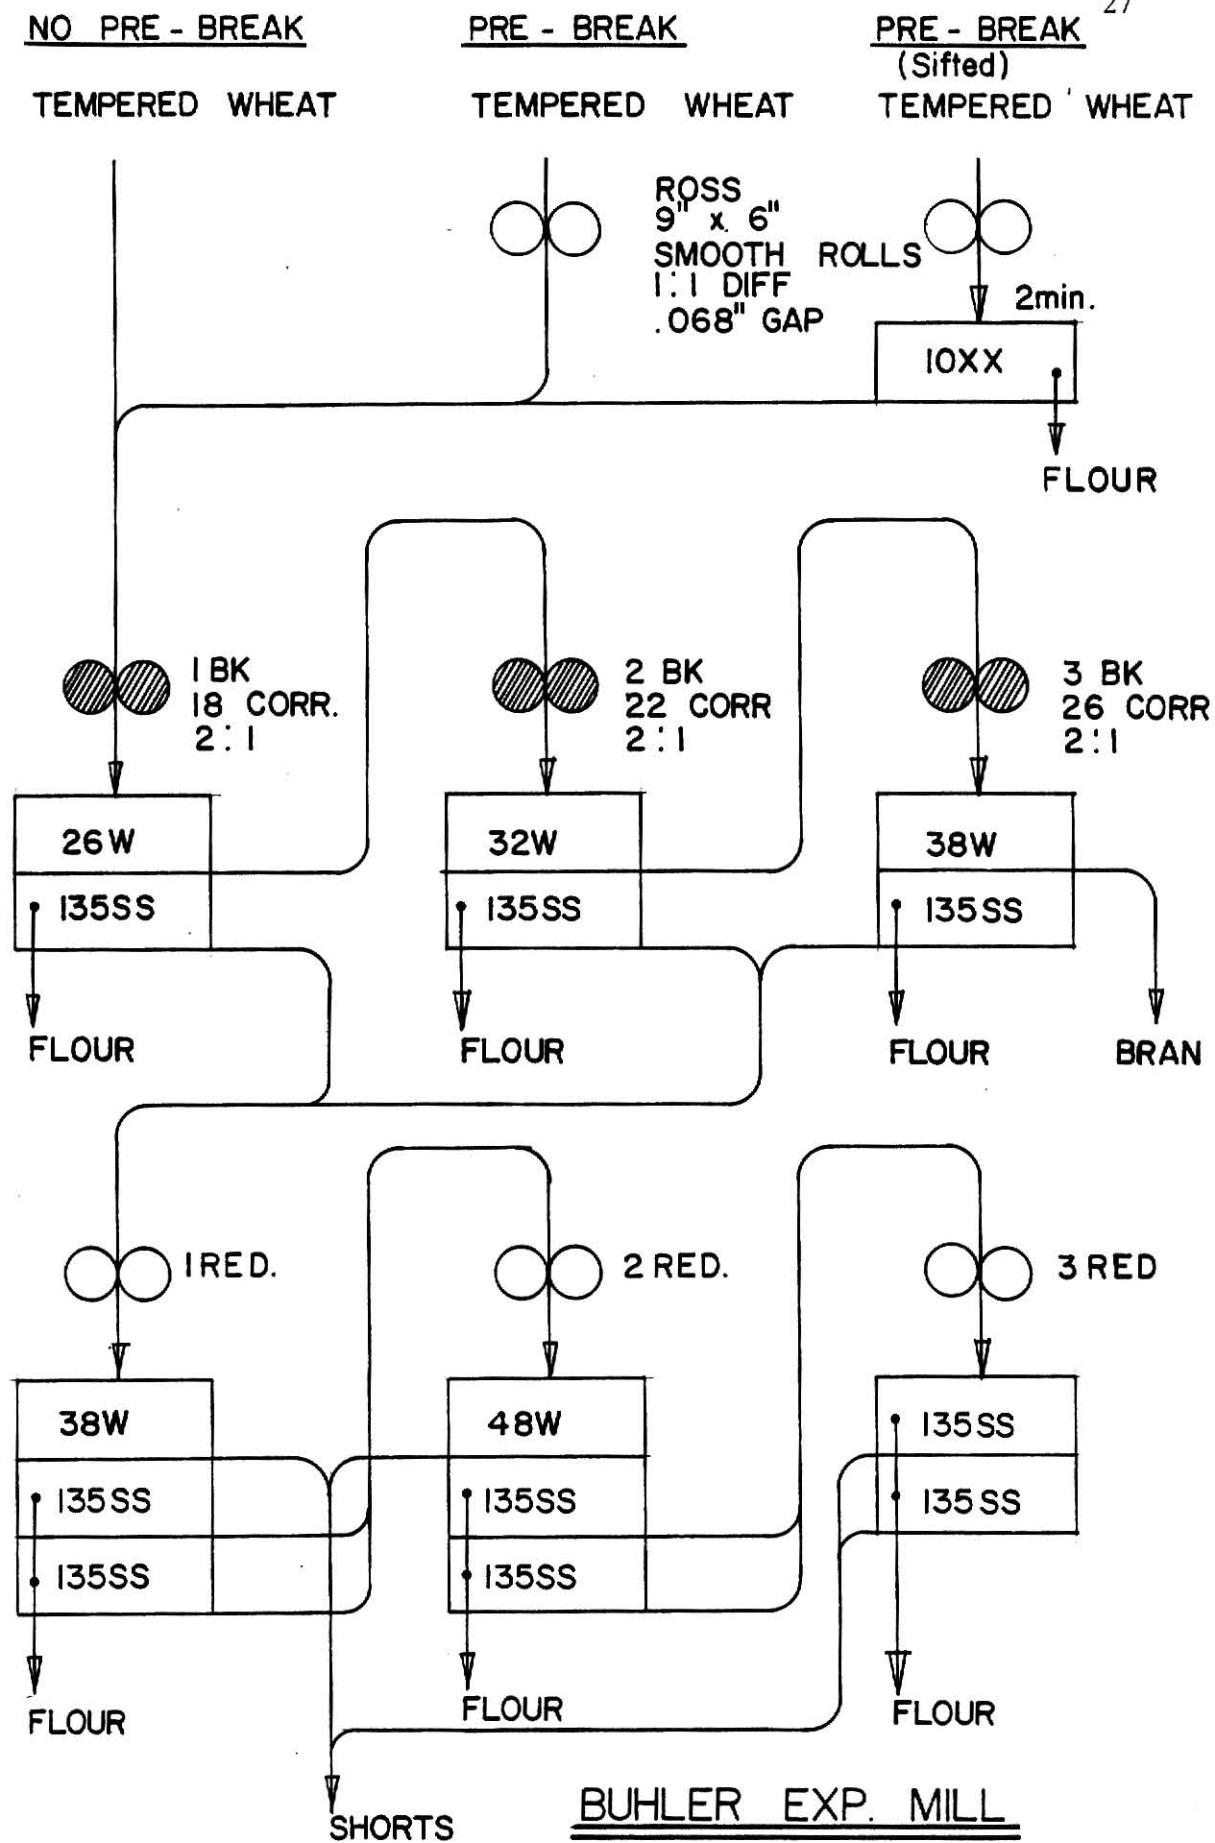 27
NO PRE - BREAK
PRE - BREAK
PRE - BREAK
(Sifted)
TEMPERED WHEAT
TEMPERED WHEAT
TEMPERED WHEAT
ROSS
9" x 6"
SMOOTH ROLLS
1:1 DIFF
.068" GAP
2min.
10XX
FLOUR
1 BK
18 CORR.
2:1
2 BK
22 CORR
2:1
3 BK
26 CORR
2:1
26W
135SS
32W
135SS
38W
135SS
FLOUR
FLOUR
FLOUR
BRAN
1 RED.
2 RED.
3 RED
38W
135SS
135SS
48W
135SS
135SS
135SS
135SS
FLOUR
FLOUR
FLOUR
SHORTS
BUHLER EXP. MILL